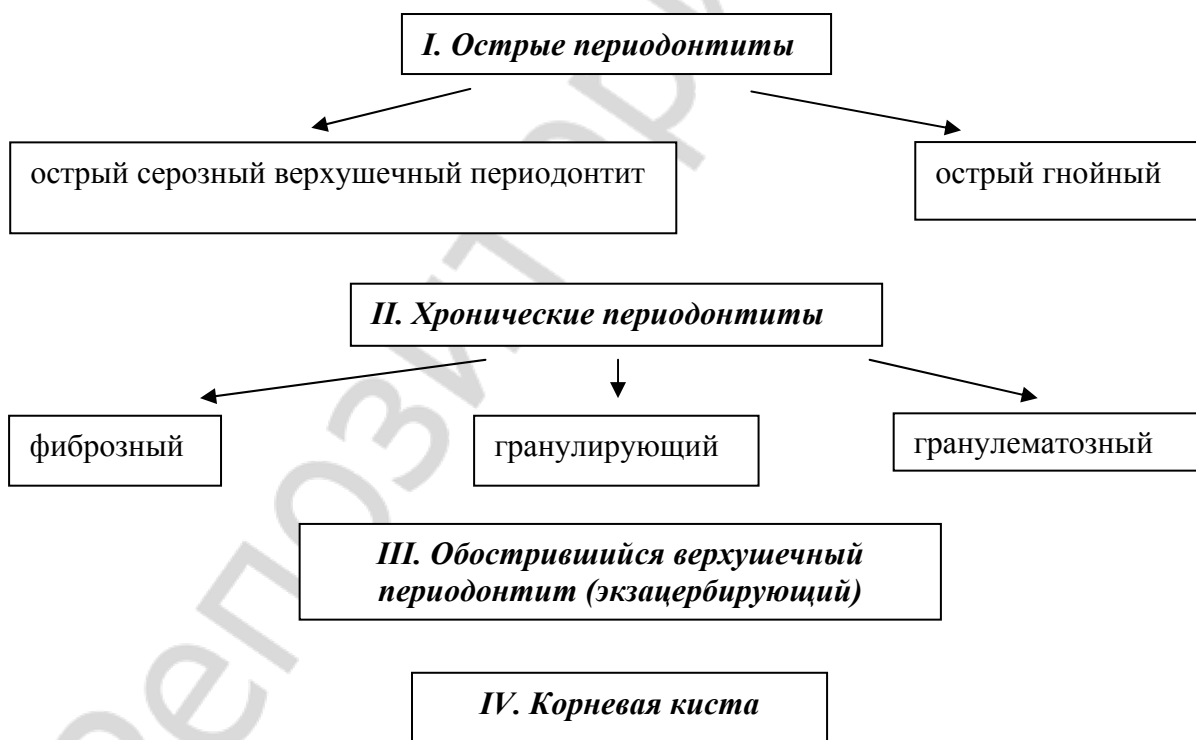 I. Острые периодонтиты
острый серозный верхушечный периодонтит
острый гнойный
II. Хронические периодонтиты
фиброзный
гранулирующий
гранулематозный
III. Обострившийся верхушечный
периодонтит (экзацербирующий)
IV. Корневая киста